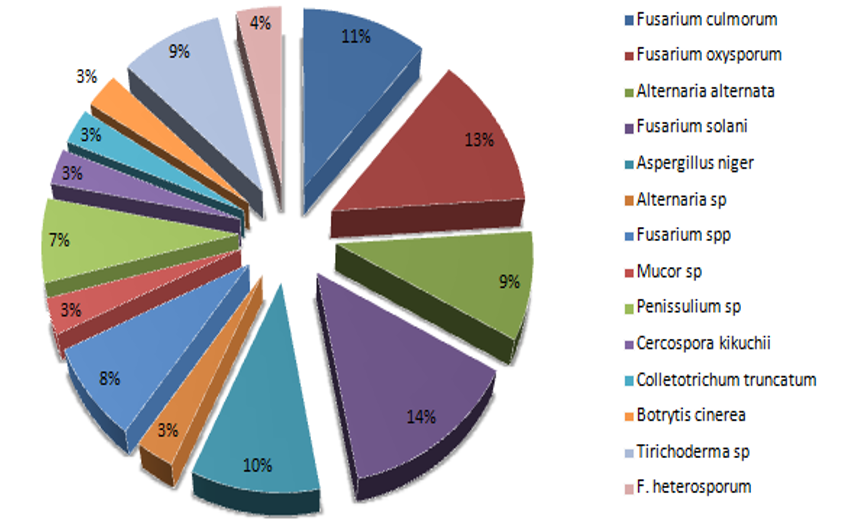 4%
11%
9%
13%
3%
3%
3%
7%
9%
3%
8%
14%
3%
10%
Fusarium culmorum
Fusarium oxysporum
Alternaria alternata
Fusarium solani
Aspergillus niger
Alternaria sp
Fusarium spp
Mucor sp
Penissulium sp
Cercospora kikuchii
Colletotrichum truncatum
Botrytis cinerea
Tirichoderma sp
F. heterosporum